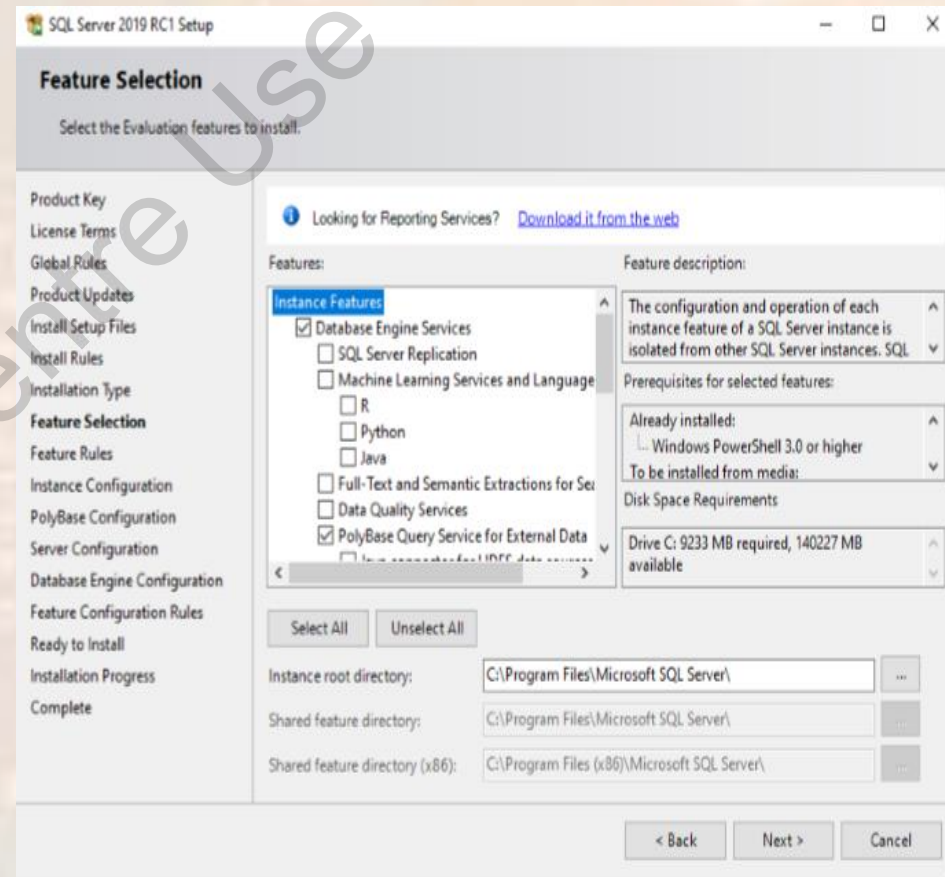 SQL Server 2019 RC1 Setup
Feature Selection
Select the Evaluation features to install.
Product Key
License Terms
Global Rules
Product Updates
Install Setup Files
Install Rules
Installation Type
Feature Selection
Feature Rules
Instance Configuration
PolyBase Configuration
Server Configuration
Database Engine Configuration
Feature Configuration Rules
Ready to Install
Installation Progress
Complete
Looking for Reporting Services? Download it from the web
Features:
Instance Features
Database Engine Services
SQL Server Replication
Machine Learning Services and Language
R
Python
Java
Full-Text and Semantic Extractions for Sea
Data Quality Services
PolyBase Query Service for External Data
Feature description:
The configuration and operation of each
instance feature of a SQL Server instance is
isolated from other SQL Server instances. SQL
Prerequisites for selected features:
Already installed:
Windows PowerShell 3.0 or higher
To be installed from media:
Disk Space Requirements
Drive C: 9233 MB required, 140227 MB
available
Select All
Unselect All
Instance root directory:
C:\Program Files\Microsoft SQL Server\
...
Shared feature directory:
C:\Program Files\Microsoft SQL Server\
...
Shared feature directory (x86):
C:\Program Files (x86)\Microsoft SQL Server\
...
< Back
Next >
Cancel
entre Use